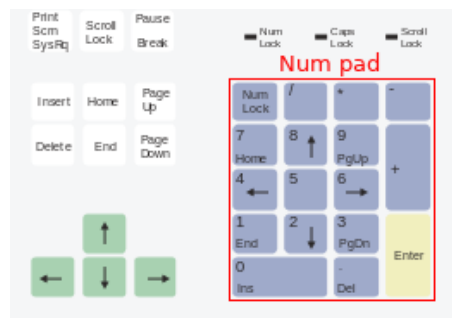 Print
Scrn
SysRq
Scroll
Lock
Pause
Break
Num
Lock
Caps
Lock
Scroll
Lock
Num pad
Insert
Home
Page
Up
Num
Lock
/
*
-
Delete
End
Page
Down
7
Home
8
↑
9
PgUp
+
4
←
5
6
→
↑
1
End
2
↓
3
PgDn
Enter
←
↓
→
0
Ins
.
Del